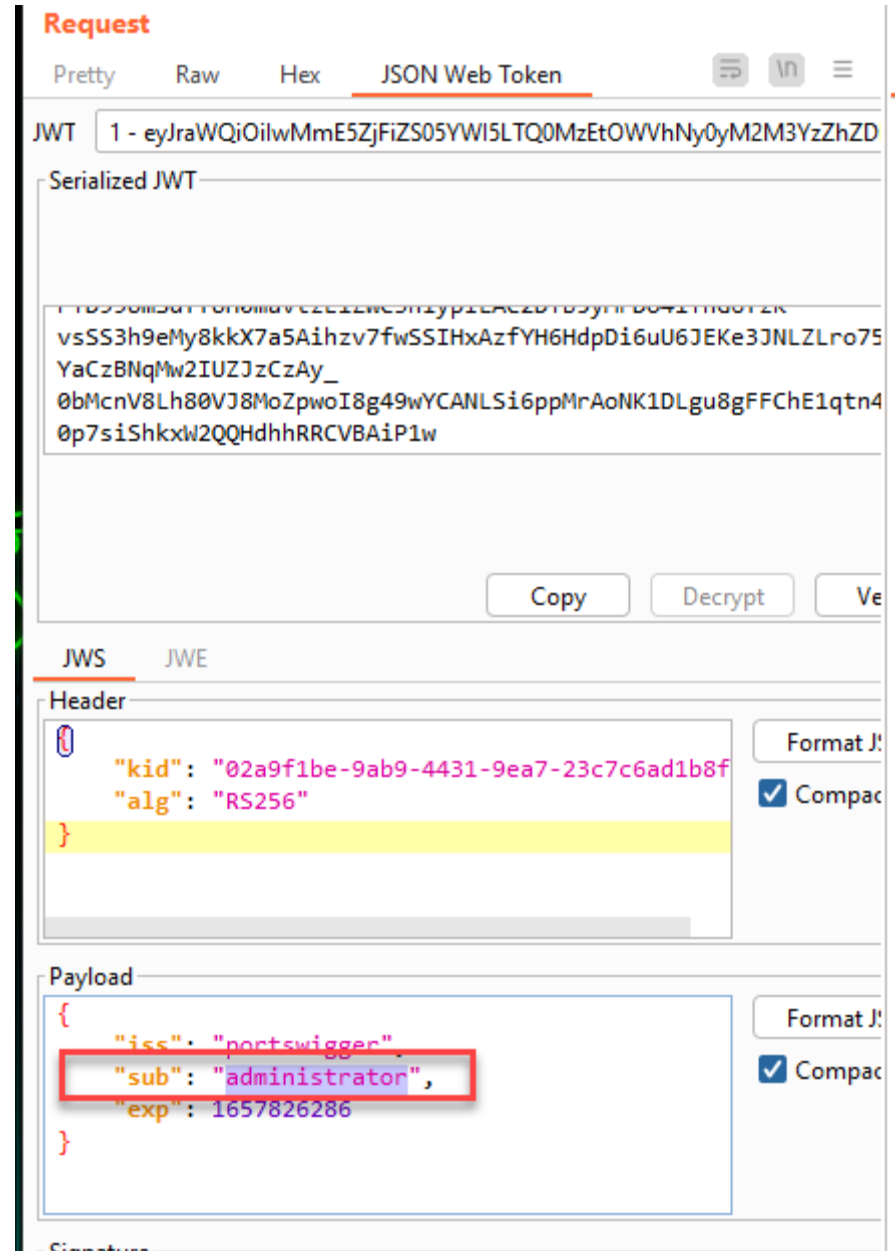 Request
Pretty Raw Hex JSON Web Token \n
JWT 1 - eyJraWQiOiIwMmE5ZjFiZS05YWI5LTQ0MzEtOWVhNy0yM2M3YzZhZD
Serialized JWT
vsSS3h9eMy8kkX7a5Aihzv7fwSSIHxAzfYH6HdpDi6uU6JEKe3JNLZLro75
YaCzBNqMw2IUZJzCzAy_
0bMcnV8Lh80VJ8MoZpwoI8g49wYCANLSi6ppMrAoNK1DLgu8gFFChE1qtn4
0p7siShkxW2QQHdhhRRCVBAiP1w
Copy Decrypt Ve
JWS JWE
Header
{
"kid": "02a9f1be-9ab9-4431-9ea7-23c7c6ad1b8f
"alg": "RS256"
}
Format J
Compac
Payload
{
"iss": "portswigger",
"sub": "administrator",
"exp": 1657826286
}
Format J
Compac
Signature